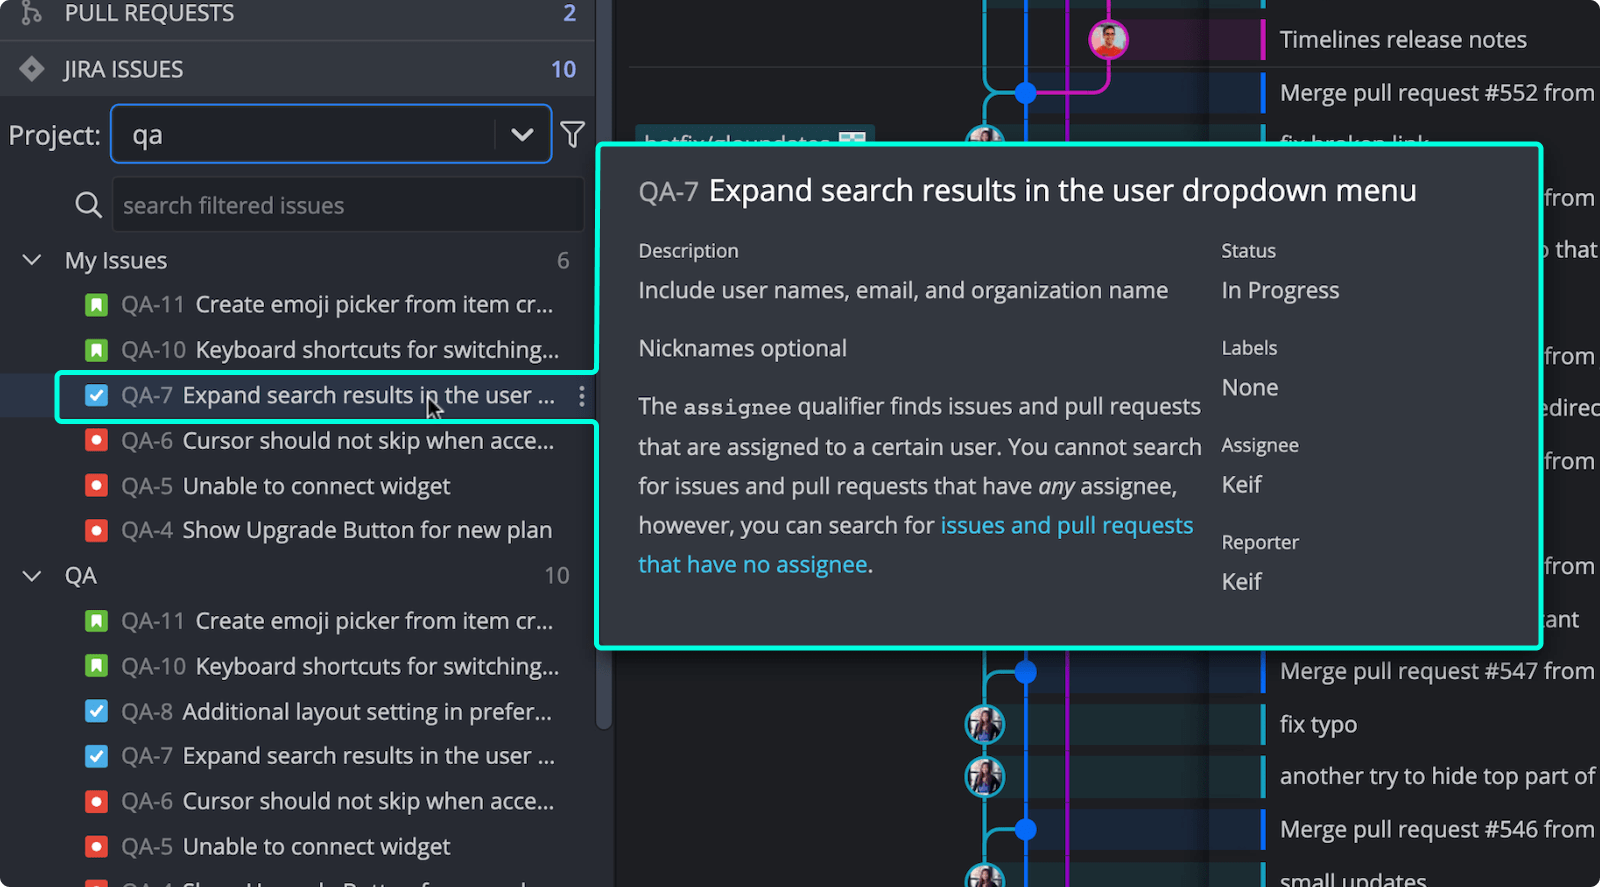 PULL REQUESTS 2
JIRA ISSUES 10
Project: qa
search filtered issues
My Issues 6
QA-11 Create emoji picker from item cr...
QA-10 Keyboard shortcuts for switching...
QA-7 Expand search results in the user ...
QA-6 Cursor should not skip when acce...
QA-5 Unable to connect widget
QA-4 Show Upgrade Button for new plan
QA 10
QA-11 Create emoji picker from item cr...
QA-10 Keyboard shortcuts for switching...
QA-8 Additional layout setting in prefer...
QA-7 Expand search results in the user ...
QA-6 Cursor should not skip when acce...
QA-5 Unable to connect widget
Timelines release notes
Merge pull request #552 from
fix broken link
QA-7 Expand search results in the user dropdown menu
Description
Include user names, email, and organization name
Nicknames optional
The assignee qualifier finds issues and pull requests
that are assigned to a certain user. You cannot search
for issues and pull requests that have any assignee,
however, you can search for issues and pull requests
that have no assignee.
Status
In Progress
Labels
None
Assignee
Keif
Reporter
Keif
from
that
from
from
from
Merge pull request #547 from
fix typo
another try to hide top part of
Merge pull request #546 from
small updates